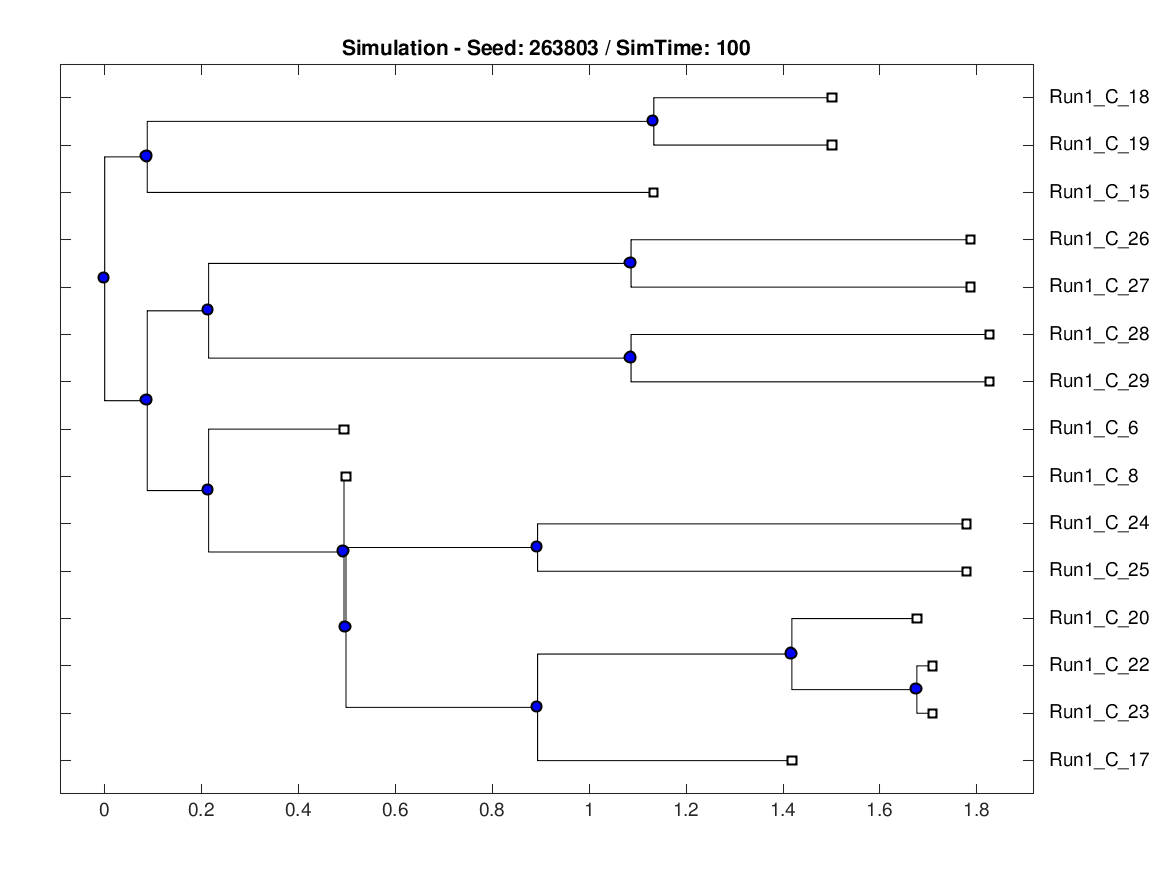 Simulation - Seed: 263803 / SimTime: 100
Run1_C_18
Run1_C_19
Run1_C_15
Run1_C_26
Run1_C_27
Run1_C_28
Run1_C_29
Run1_C_6
Run1_C_8
Run1_C_24
Run1_C_25
Run1_C_20
Run1_C_22
Run1_C_23
Run1_C_17
0 0.2 0.4 0.6 0.8 1 1.2 1.4 1.6 1.8